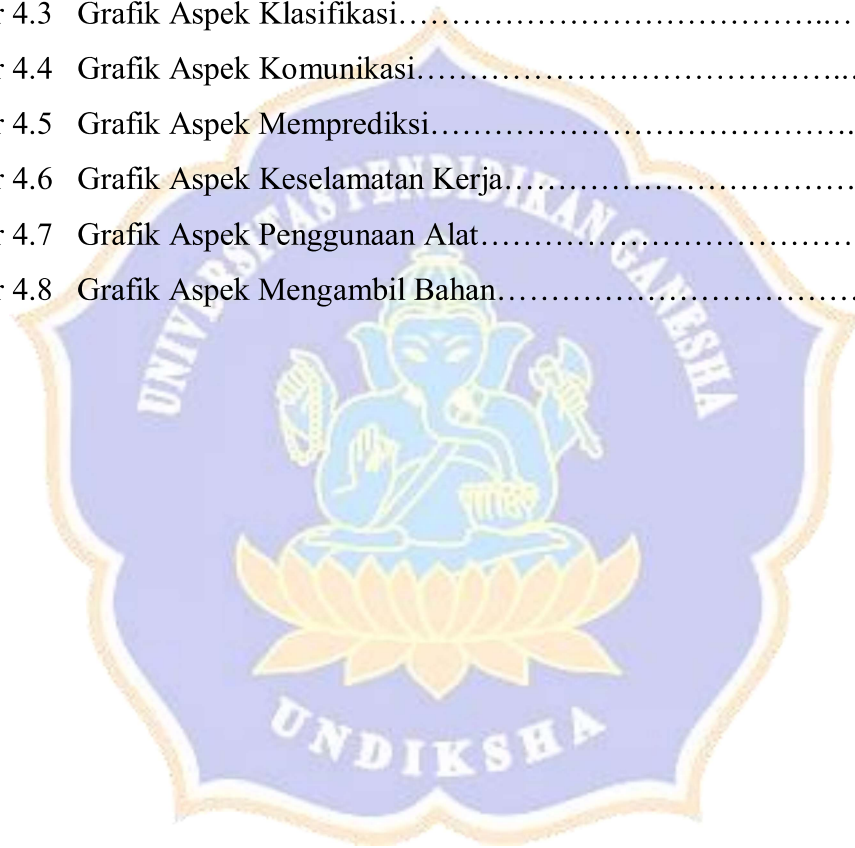 r 4.3 Grafik Aspek Klasifikasi…………………………………...…
r 4.4 Grafik Aspek Komunikasi…………………………………...…
r 4.5 Grafik Aspek Memprediksi………………………………….
r 4.6 Grafik Aspek Keselamatan Kerja……………………………
r 4.7 Grafik Aspek Penggunaan Alat………………………………
r 4.8 Grafik Aspek Mengambil Bahan……………………………
UNIVERSITAS PENDIDIKAN GANESHA
UNDIKSHA